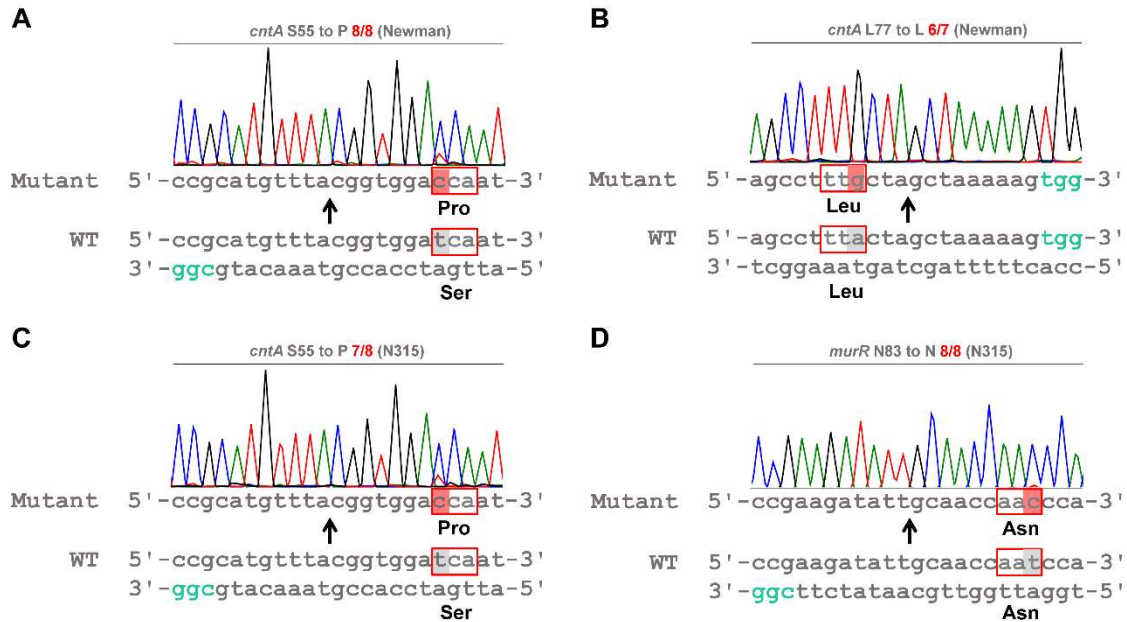 A
cntA S55 to P 8/8 (Newman)
Mutant 5'-ccgcatgtttacggtggaccaat-3'
Pro
WT 5'-ccgcatgtttacggtggatcaat-3'
3'-ggcgtacaaatgccacctagtta-5'
Ser
B
cntA L77 to L 6/7 (Newman)
Mutant 5'-agcctttgctagctaaaaagtgg-3'
Leu
WT 5'-agcctttactagctaaaaagtgg-3'
3'-tcggaaatgatcgatttttcacc-5'
Leu
C
cntA S55 to P 7/8 (N315)
Mutant 5'-ccgcatgtttacggtggaccaat-3'
Pro
WT 5'-ccgcatgtttacggtggatcaat-3'
3'-ggcgtacaaatgccacctagtta-5'
Ser
D
murR N83 to N 8/8 (N315)
Mutant 5'-ccgaagatattgcaaccaaccca-3'
Asn
WT 5'-ccgaagatattgcaaccaatcca-3'
3'-ggcttctataacgttggttaggt-5'
Asn